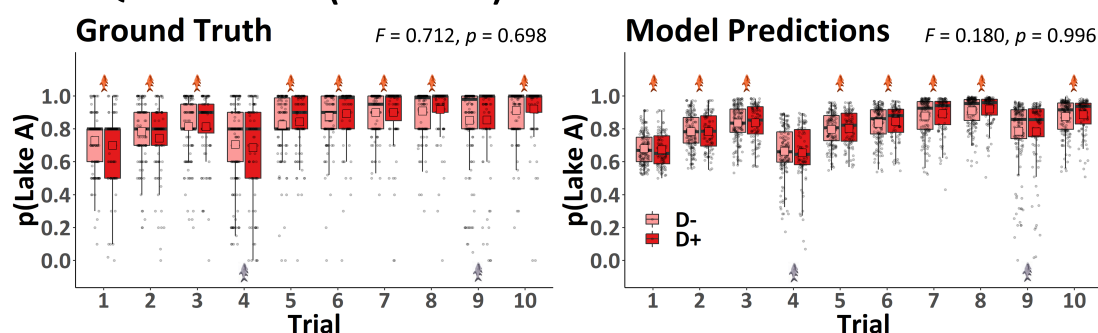 Ground Truth
F = 0.712, p = 0.698
p(Lake A)
1.0
0.8
0.6
0.4
0.2
0.0
1 2 3 4 5 6 7 8 9 10
Trial
Model Predictions
F = 0.180, p = 0.996
p(Lake A)
1.0
0.8
0.6
0.4
0.2
0.0
D-
D+
1 2 3 4 5 6 7 8 9 10
Trial